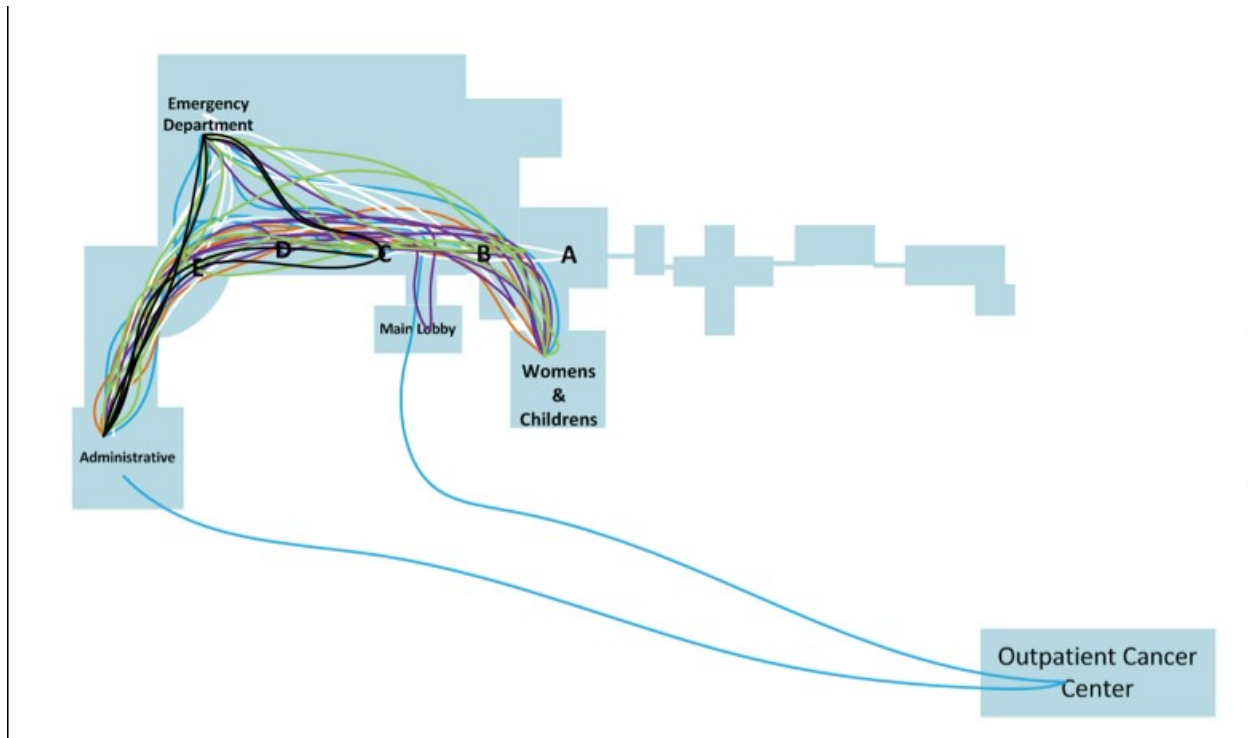 Emergency
Department
A
B
C
D
E
Main Lobby
Womens
&
Childrens
Administrative
Outpatient Cancer
Center